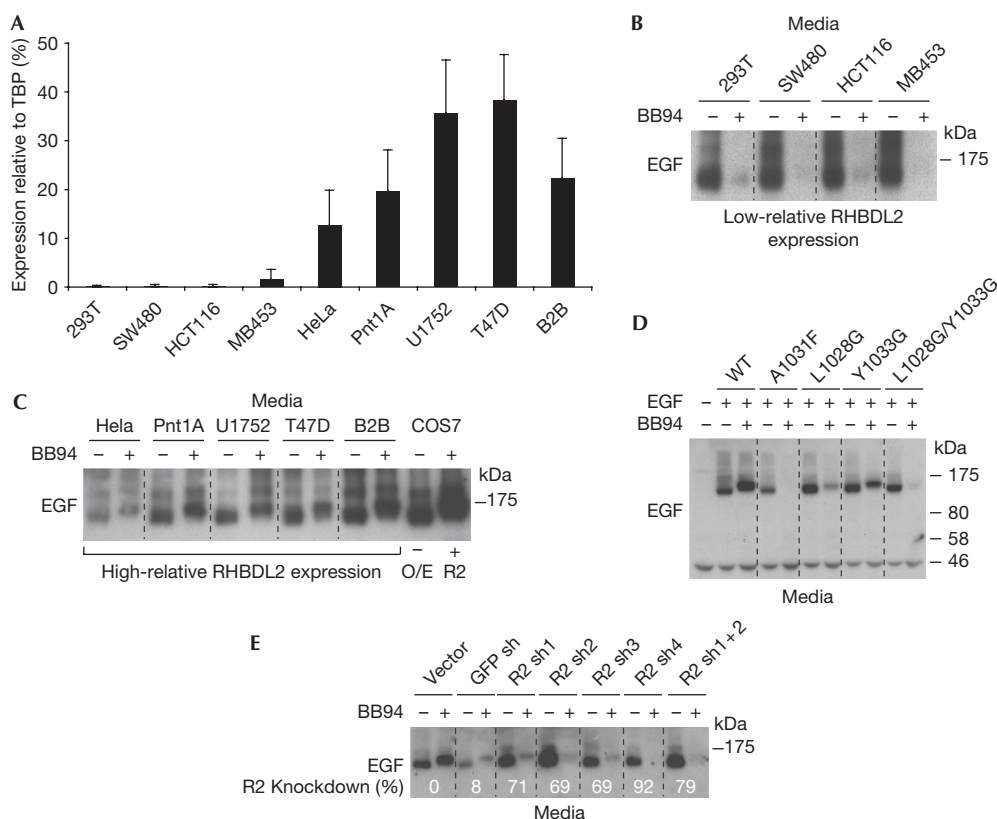 A
Expression relative to TBP (%)
50
40
30
20
10
0
293T
SW480
HCT116
MB453
HeLa
Pnt1A
U1752
T47D
B2B
B
Media
293T SW480 HCT116 MB453
BB94 – + – + – + – +
kDa
EGF – 175
Low-relative RHBDL2
expression
C
Media
Hela Pnt1A U1752 T47D B2B COS7
BB94 – + – + – + – + – + +
kDa
EGF –175
– +
High-relative RHBDL2 expression O/E R2
D
WT A1031F L1028G Y1033G L1028G/Y1033G
EGF – + + + + + + + + + +
BB94 – + – + – + – + – +
kDa
– 175
EGF
– 80
– 58
– 46
Media
E
Vector GFP sh R2 sh1 R2 sh2 R2 sh3 R2 sh4 R2 sh1+2
BB94 – + – + – + – + – + – + – +
kDa
–175
EGF
R2 Knockdown (%) 0 8 71 69 69 92 79
Media